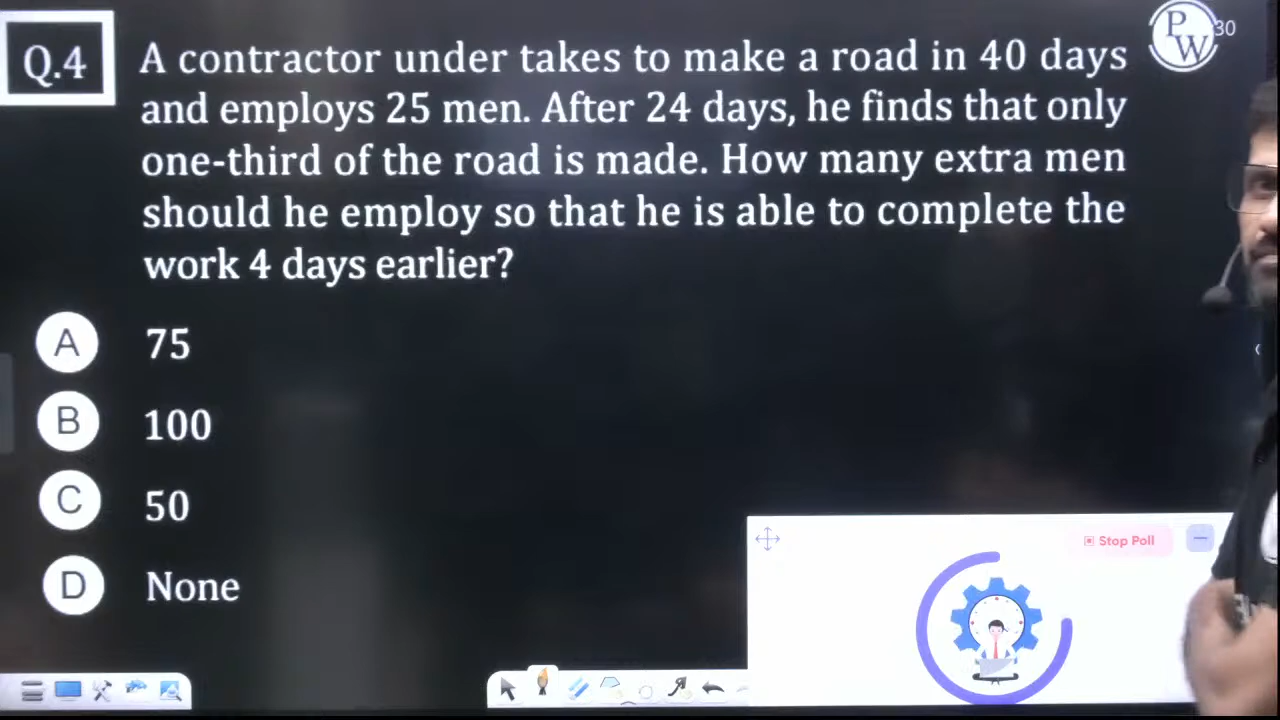 Q.4
A contractor under takes to make a road in 40 days
and employs 25 men. After 24 days, he finds that only
one-third of the road is made. How many extra men
should he employ so that he is able to complete the
work 4 days earlier?
A 75
B 100
C 50
D None
PW
30
Stop Poll